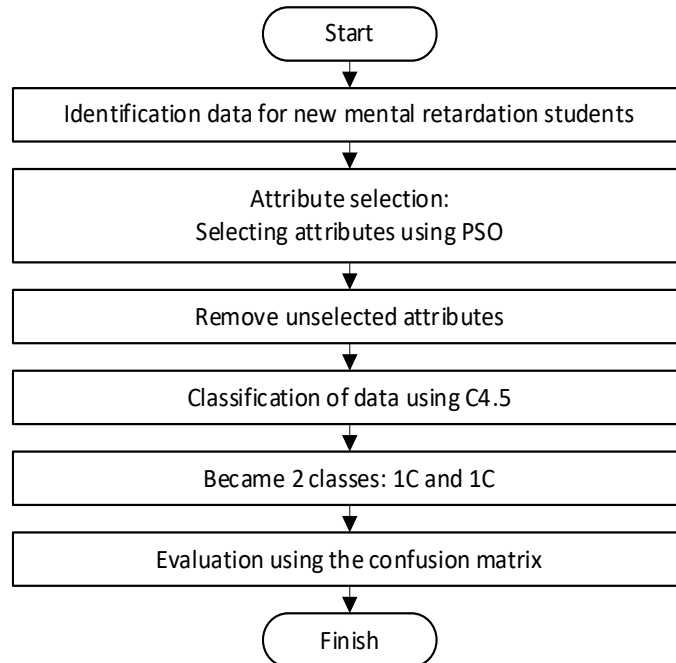 Start
Identification data for new mental retardation students
Attribute selection:
Selecting attributes using PSO
Remove unselected attributes
Classification of data using C4.5
Became 2 classes: 1C and 1C
Evaluation using the confusion matrix
Finish